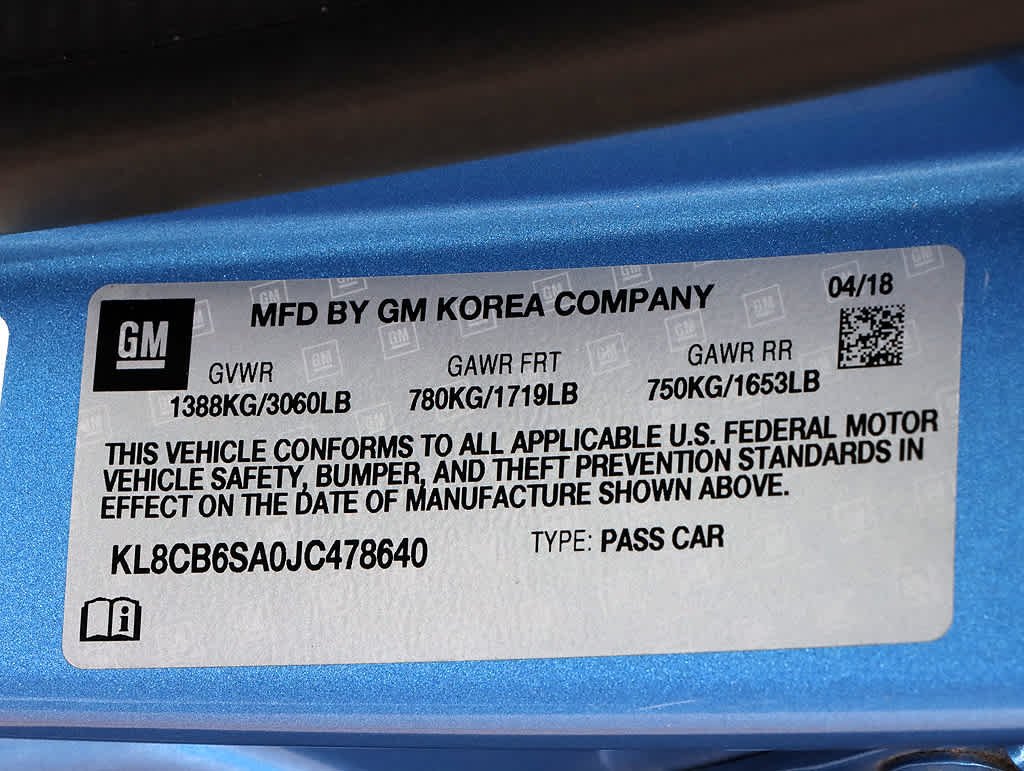 MFD BY GM KOREA COMPANY 04/18
GM
GVWR GAWR FRT GAWR RR
1388KG/3060LB 780KG/1719LB 750KG/1653LB
THIS VEHICLE CONFORMS TO ALL APPLICABLE U.S. FEDERAL MOTOR
VEHICLE SAFETY, BUMPER, AND THEFT PREVENTION STANDARDS IN
EFFECT ON THE DATE OF MANUFACTURE SHOWN ABOVE.
KL8CB6SA0JC478640 TYPE: PASS CAR
i